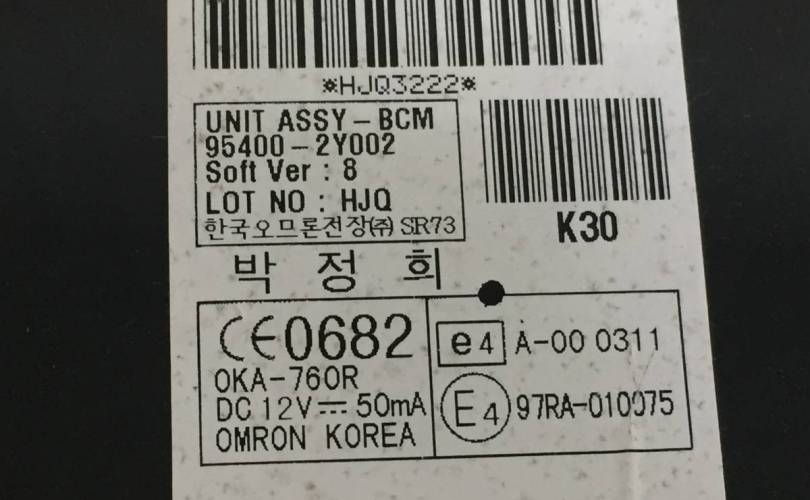 *HJQ3222*
UNIT ASSY-BCM
95400-2Y002
Soft Ver : 8
LOT NO : HJQ
한국오므론전장㈜ SR73
K30
박 정 희
CE0682
OKA-760R
DC 12V⎓50mA
OMRON KOREA
e4 A-00 0311
E4 97RA-010075